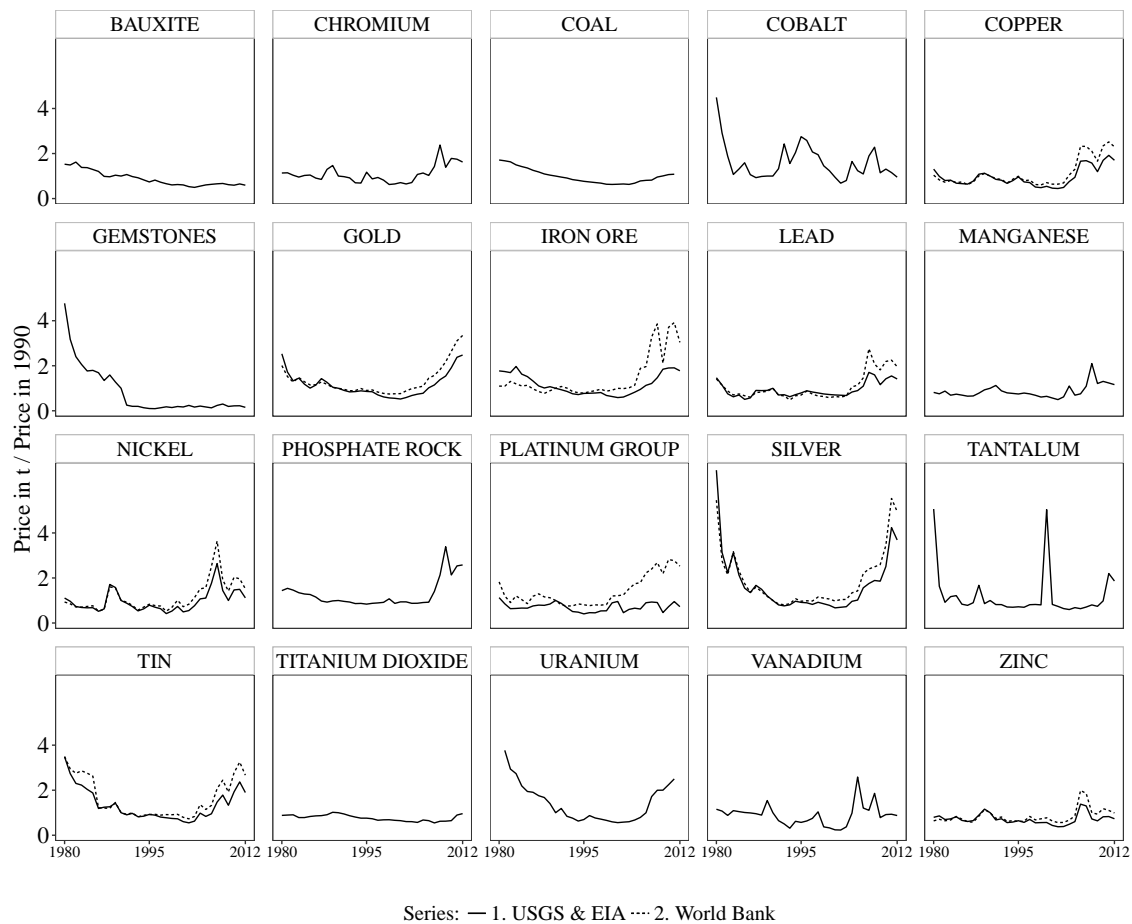 BAUXITE CHROMIUM COAL COBALT COPPER
4
2
0
GEMSTONES GOLD IRON ORE LEAD MANGANESE
4
2
0
Price in t / Price in 1990
NICKEL PHOSPHATE ROCK PLATINUM GROUP SILVER TANTALUM
4
2
0
TIN TITANIUM DIOXIDE URANIUM VANADIUM ZINC
4
2
0
1980 1995 2012 1980 1995 2012 1980 1995 2012 1980 1995 2012 1980 1995 2012
Series: 1. USGS & EIA 2. World Bank